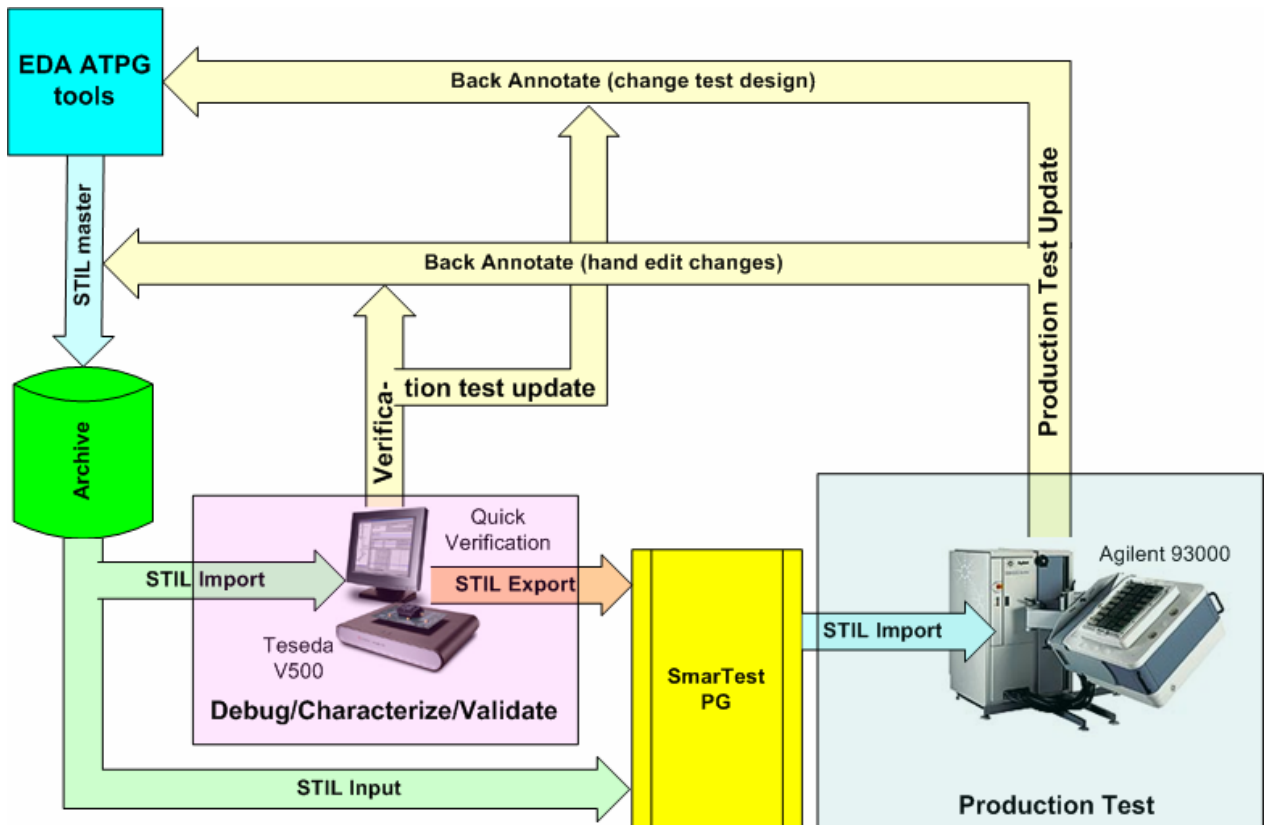 EDA ATPG
tools
Back Annotate (change test design)
STIL master
Back Annotate (hand edit changes)
Production Test Update
Verifica-
tion test update
Archive
Quick
Verification
STIL Import
STIL Export
Teseda
V500
Debug/Characterize/Validate
SmarTest
PG
STIL Import
Agilent 93000
STIL Input
Production Test